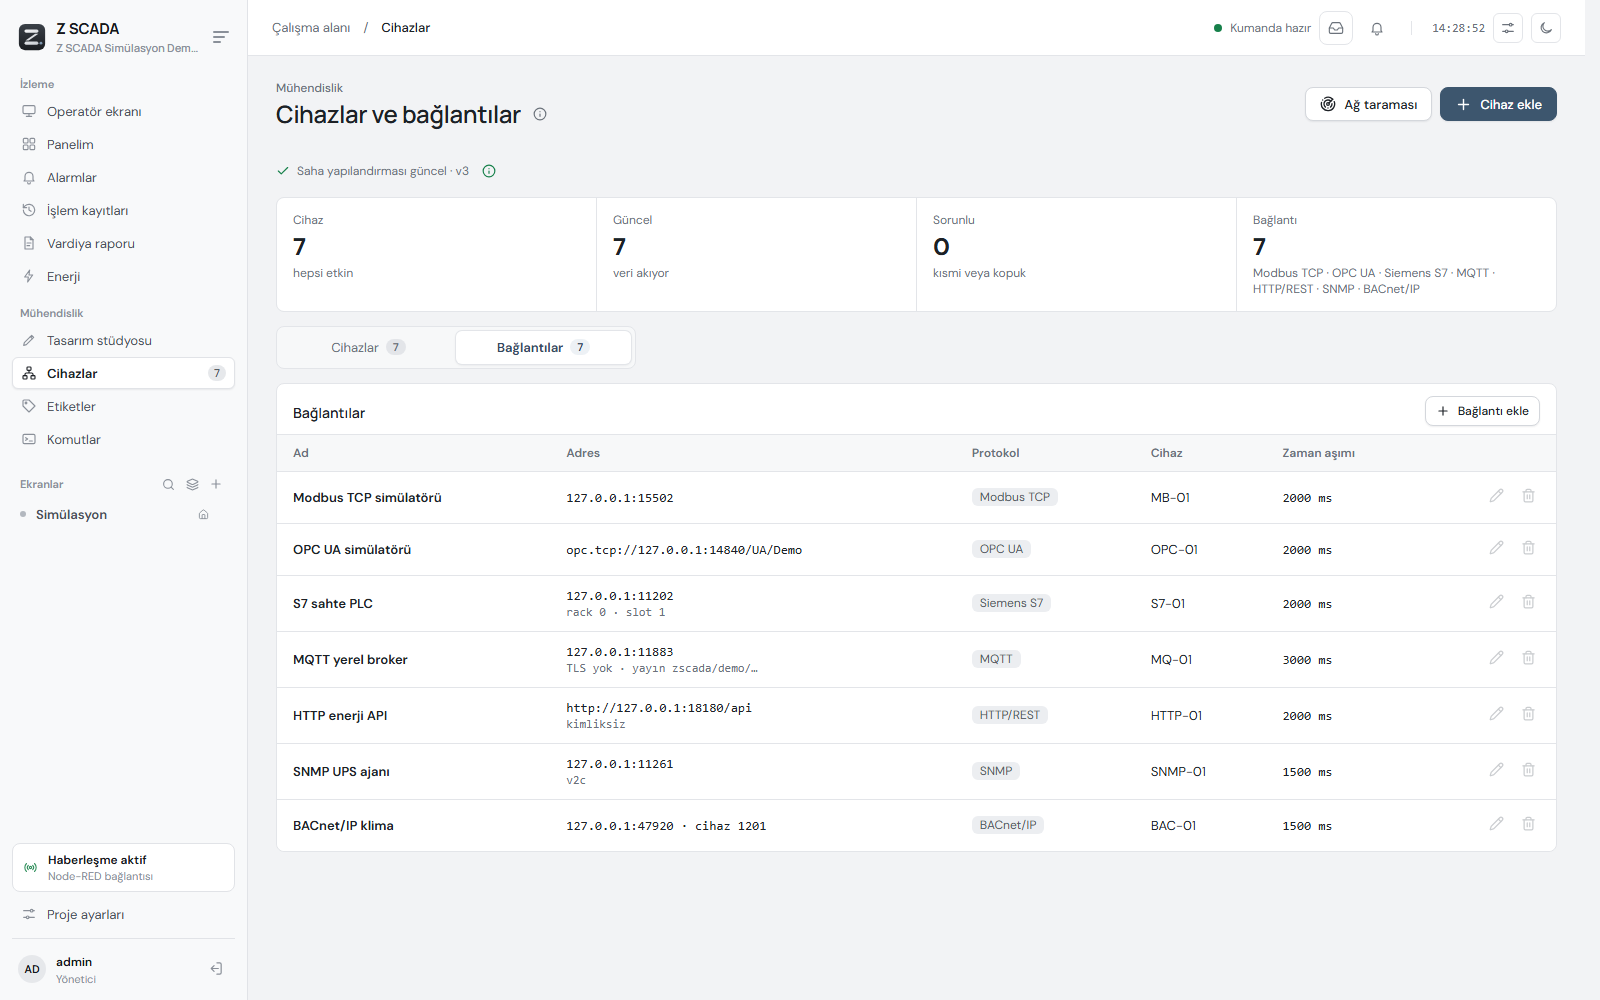 Z SCADA
Z SCADA Simülasyon Dem...
İzleme
Operatör ekranı
Panelim
Alarmlar
İşlem kayıtları
Vardiya raporu
Enerji
Mühendislik
Tasarım stüdyosu
Cihazlar 7
Etiketler
Komutlar
Ekranlar
Simülasyon
Haberleşme aktif
Node-RED bağlantısı
Proje ayarları
AD
admin
Yönetici
Çalışma alanı / Cihazlar
Kumanda hazır
14:28:52
Mühendislik
Cihazlar ve bağlantılar
Ağ taraması
+ Cihaz ekle
Saha yapılandırması güncel · v3
Cihaz
7
hepsi etkin
Güncel
7
veri akıyor
Sorunlu
0
kısmi veya kopuk
Bağlantı
7
Modbus TCP · OPC UA · Siemens S7 · MQTT ·
HTTP/REST · SNMP · BACnet/IP
Cihazlar 7
Bağlantılar 7
Bağlantılar
+ Bağlantı ekle
Ad Adres Protokol Cihaz Zaman aşımı
Modbus TCP simülatörü 127.0.0.1:15502 Modbus TCP MB-01 2000 ms
OPC UA simülatörü opc.tcp://127.0.0.1:14840/UA/Demo OPC UA OPC-01 2000 ms
S7 sahte PLC 127.0.0.1:11202 Siemens S7 S7-01 2000 ms
rack 0 · slot 1
MQTT yerel broker 127.0.0.1:11883 MQTT MQ-01 3000 ms
TLS yok · yayın zscada/demo/…
HTTP enerji API http://127.0.0.1:18180/api HTTP/REST HTTP-01 2000 ms
kimliksiz
SNMP UPS ajanı 127.0.0.1:11261 SNMP SNMP-01 1500 ms
v2c
BACnet/IP klima 127.0.0.1:47920 · cihaz 1201 BACnet/IP BAC-01 1500 ms